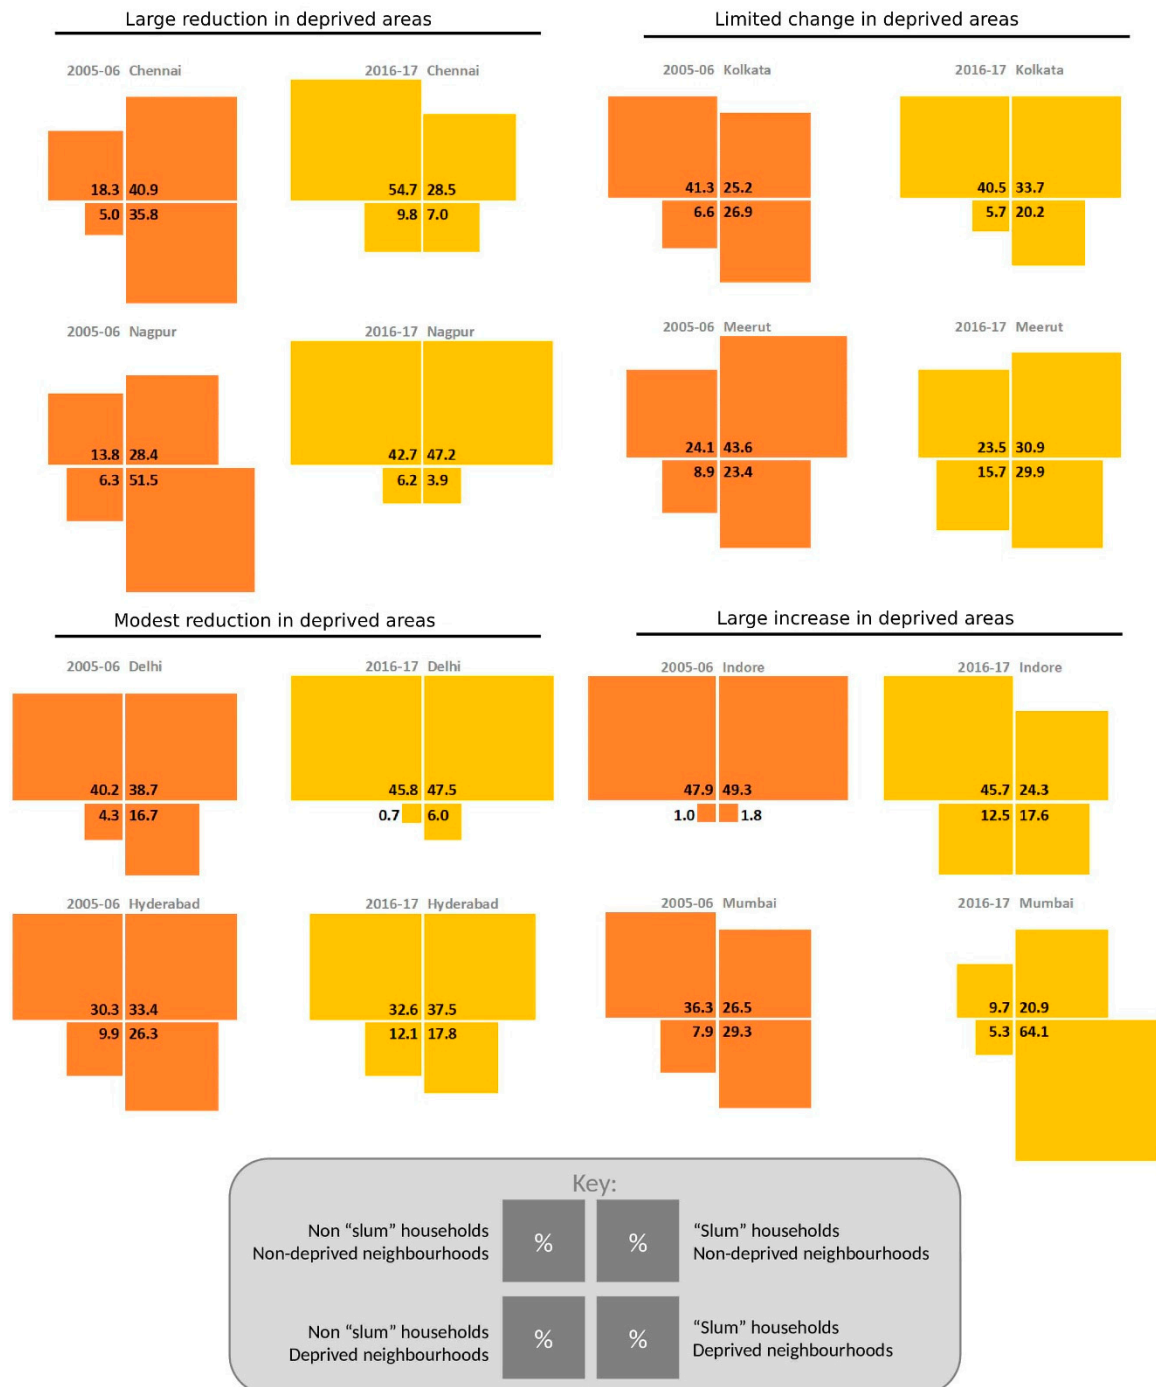 Large reduction in deprived areas
2005-06 Chennai
2016-17 Chennai
18.3 40.9
5.0 35.8
54.7 28.5
9.8 7.0
2005-06 Nagpur
2016-17 Nagpur
13.8 28.4
6.3 51.5
42.7 47.2
6.2 3.9
Limited change in deprived areas
2005-06 Kolkata
2016-17 Kolkata
41.3 25.2
6.6 26.9
40.5 33.7
5.7 20.2
2005-06 Meerut
2016-17 Meerut
24.1 43.6
8.9 23.4
23.5 30.9
15.7 29.9
Modest reduction in deprived areas
2005-06 Delhi
2016-17 Delhi
40.2 38.7
4.3 16.7
45.8 47.5
0.7 6.0
2005-06 Hyderabad
2016-17 Hyderabad
30.3 33.4
9.9 26.3
32.6 37.5
12.1 17.8
Large increase in deprived areas
2005-06 Indore
2016-17 Indore
47.9 49.3
1.0 1.8
45.7 24.3
12.5 17.6
2005-06 Mumbai
2016-17 Mumbai
36.3 26.5
7.9 29.3
9.7 20.9
5.3 64.1
Key:
Non “slum” households
Non-deprived neighbourhoods
% %
“Slum” households
Non-deprived neighbourhoods
Non “slum” households
Deprived neighbourhoods
% %
“Slum” households
Deprived neighbourhoods